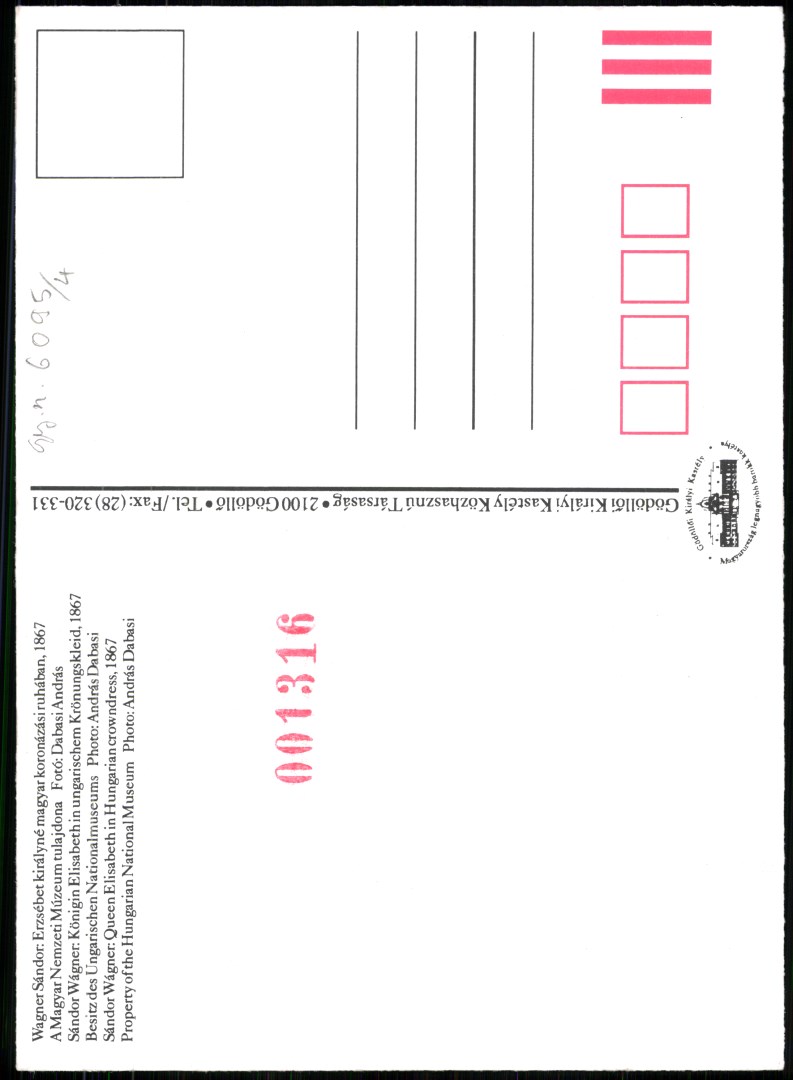 Wagner Sándor: Erzsébet királyné magyar koronázási ruhában, 1867
A Magyar Nemzeti Múzeum tulajdona Fotó: Dabasi András
Sándor Wágner: Königin Elisabeth in ungarischem Krönungskleid, 1867
Besitz des Ungarischen Nationalmuseums Photo: András Dabasi
Sándor Wágner: Queen Elisabeth in Hungarian crowndress, 1867
Property of the Hungarian National Museum Photo: András Dabasi
001316
Gödöllői Királyi Kastély Közhasznú Társaság • 2100 Gödöllő • Tel./Fax: (28) 320-331
Gödöllői Királyi Kastély
Magyarország legnagyobb barokk kastélya
Gy.n. 6095/4